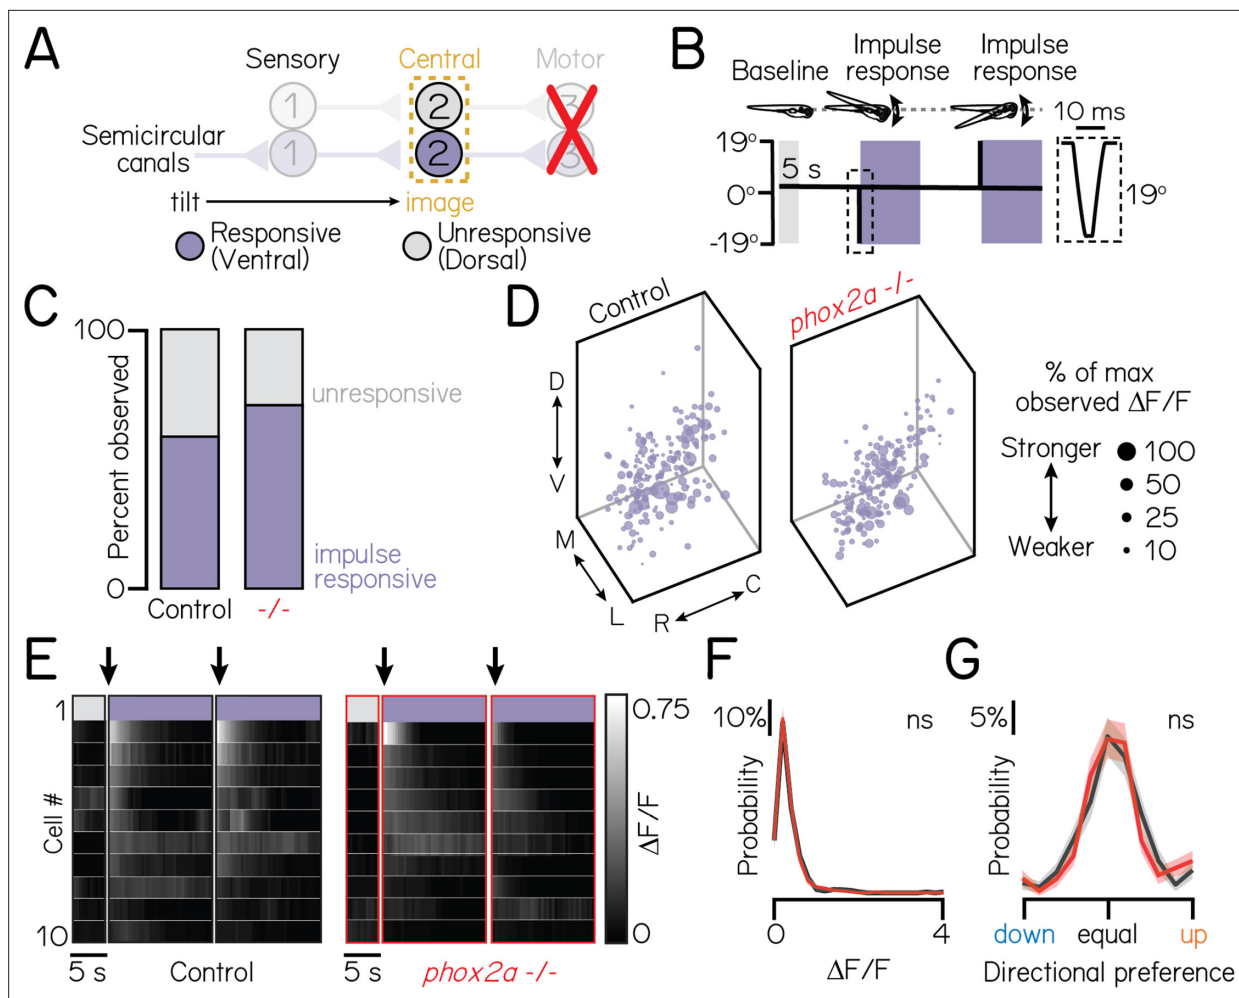 A
Sensory
Central
Motor
1
2
3
Semicircular
canals
1
2
3
tilt
image
Responsive
(Ventral)
Unresponsive
(Dorsal)
B
Baseline
Impulse
response
Impulse
response
10 ms
19°
5 s
0°
-19°
19°
C
100
Percent observed
0
unresponsive
impulse
responsive
Control
-/-
D
Control
phox2a -/-
D
V
M
L
R
C
% of max
observed ΔF/F
Stronger
Weaker
100
50
25
10
E
1
Cell #
10
5 s
Control
5 s
phox2a -/-
0.75
ΔF/F
0
F
10%
ns
Probability
0
4
ΔF/F
G
5%
ns
Probability
down
equal
up
Directional preference